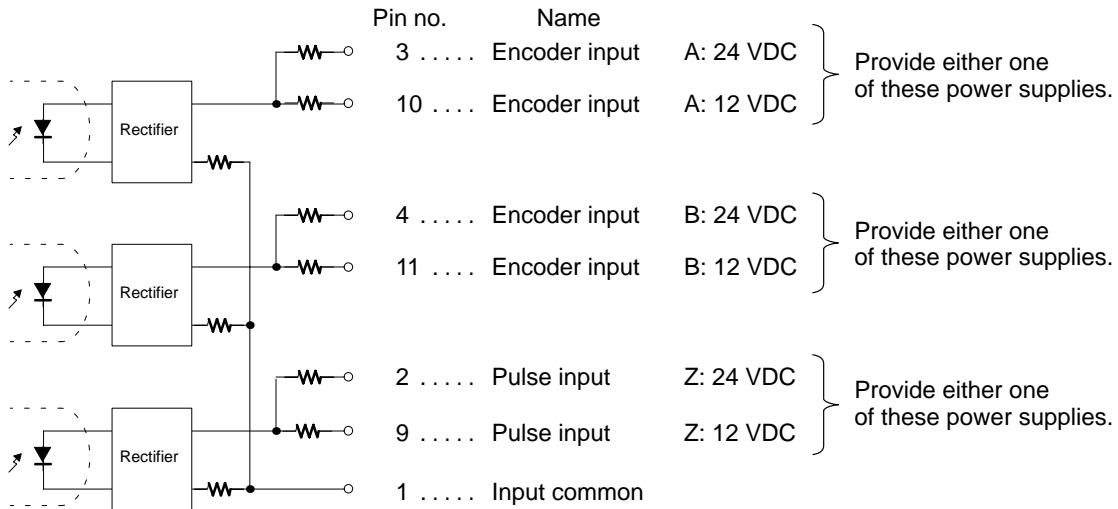 Pin no. Name
3 . . . . . Encoder input A: 24 VDC
Provide either one
of these power supplies.
10 . . . . Encoder input A: 12 VDC
Rectifier
4 . . . . . Encoder input B: 24 VDC
Provide either one
of these power supplies.
11 . . . . Encoder input B: 12 VDC
Rectifier
2 . . . . . Pulse input Z: 24 VDC
Provide either one
of these power supplies.
9 . . . . . Pulse input Z: 12 VDC
Rectifier
1 . . . . . Input common